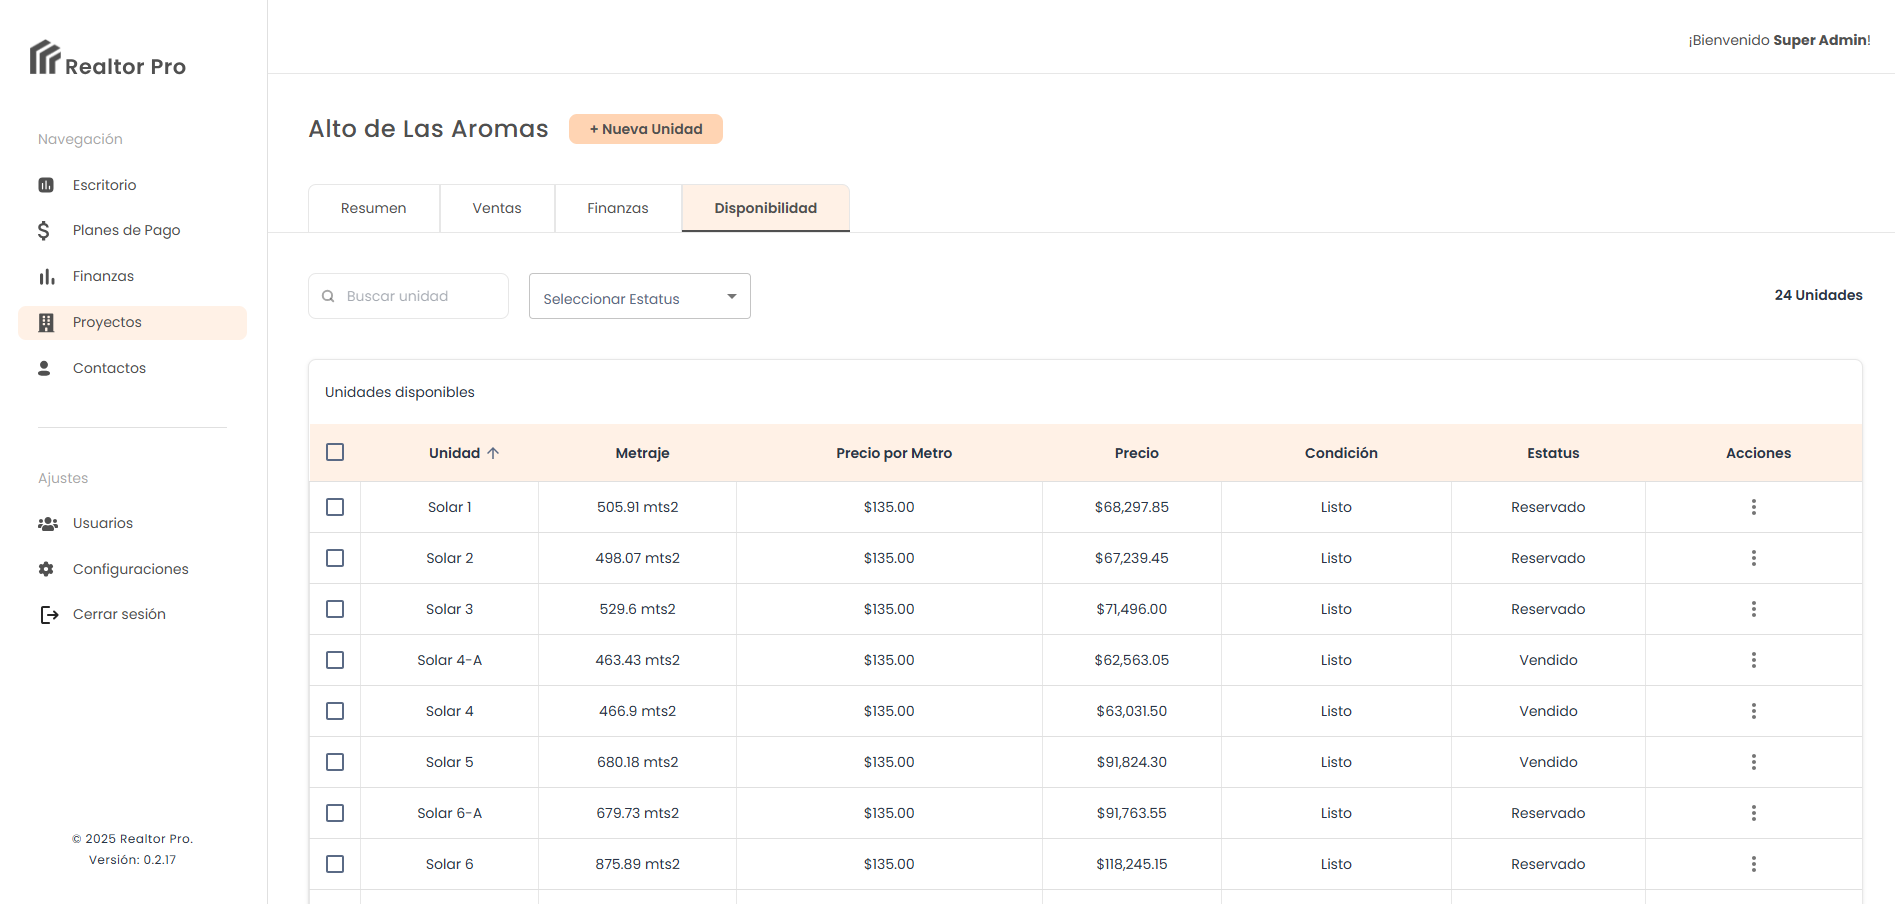 Realtor Pro
¡Bienvenido Super Admin!
Navegación
Escritorio
Planes de Pago
Finanzas
Proyectos
Contactos
Ajustes
Usuarios
Configuraciones
Cerrar sesión
© 2025 Realtor Pro.
Versión: 0.2.17
Alto de Las Aromas + Nueva Unidad
Resumen Ventas Finanzas Disponibilidad
Buscar unidad Seleccionar Estatus 24 Unidades
Unidades disponibles
Unidad Metraje Precio por Metro Precio Condición Estatus Acciones
Solar 1 505.91 mts2 $135.00 $68,297.85 Listo Reservado
Solar 2 498.07 mts2 $135.00 $67,239.45 Listo Reservado
Solar 3 529.6 mts2 $135.00 $71,496.00 Listo Reservado
Solar 4-A 463.43 mts2 $135.00 $62,563.05 Listo Vendido
Solar 4 466.9 mts2 $135.00 $63,031.50 Listo Vendido
Solar 5 680.18 mts2 $135.00 $91,824.30 Listo Vendido
Solar 6-A 679.73 mts2 $135.00 $91,763.55 Listo Reservado
Solar 6 875.89 mts2 $135.00 $118,245.15 Listo Reservado